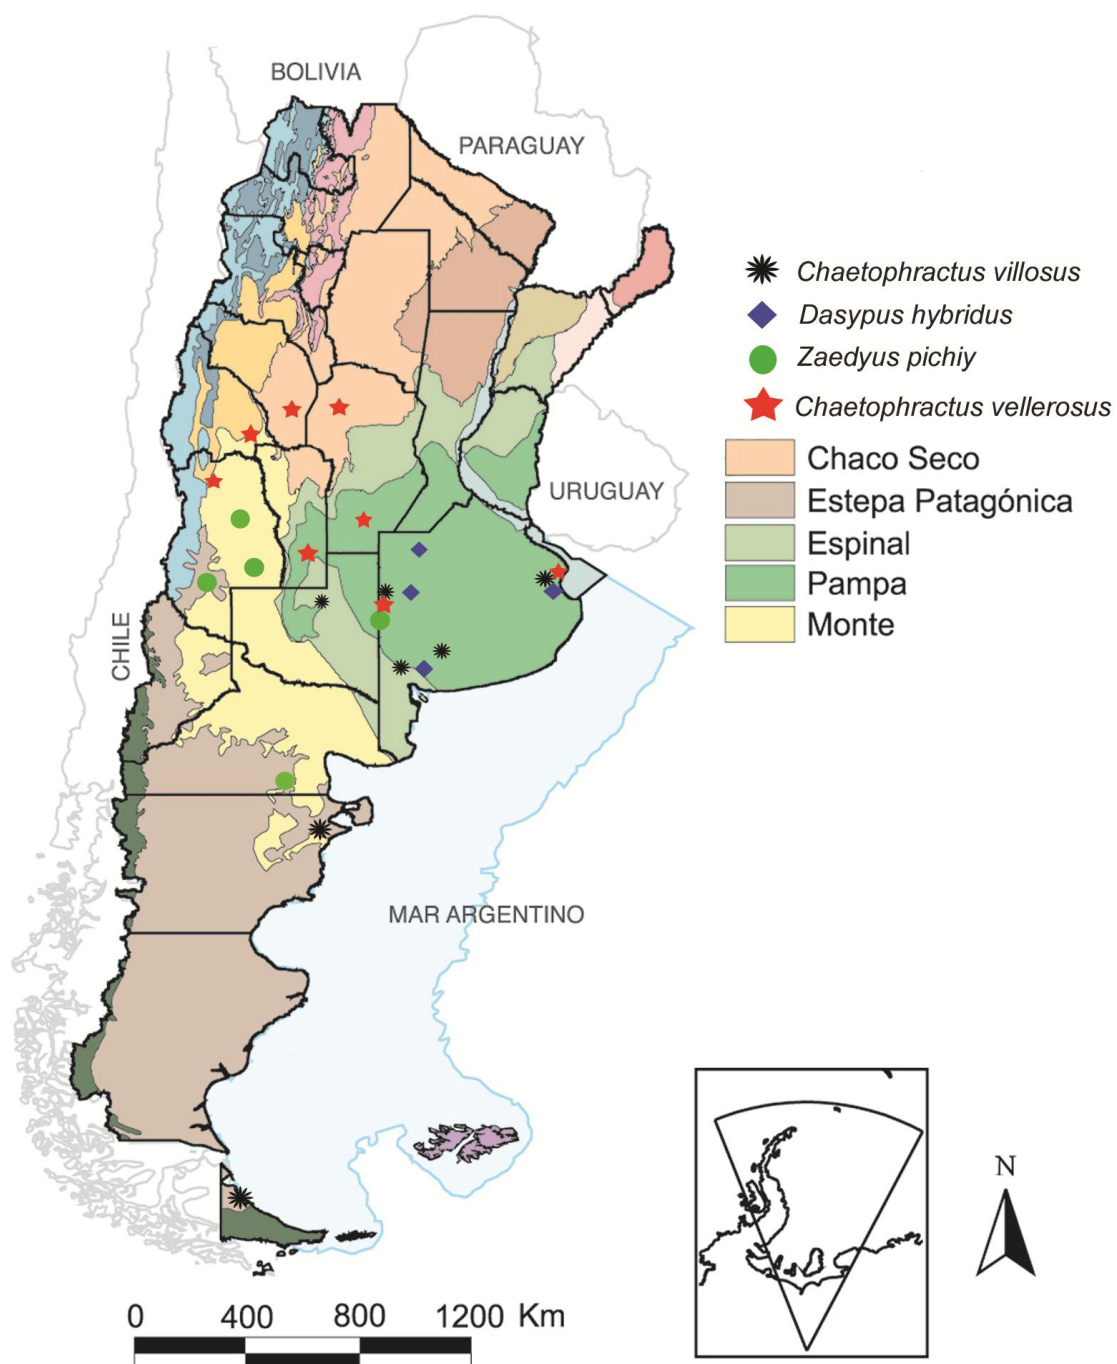 BOLIVIA
PARAGUAY
Chaetophractus villosus
Dasypus hybridus
Zaedyus pichiy
Chaetophractus vellerosus
Chaco Seco
URUGUAY
Estepa Patagónica
Espinal
Pampa
Monte
CHILE
MAR ARGENTINO
N
0 400 800 1200 Km